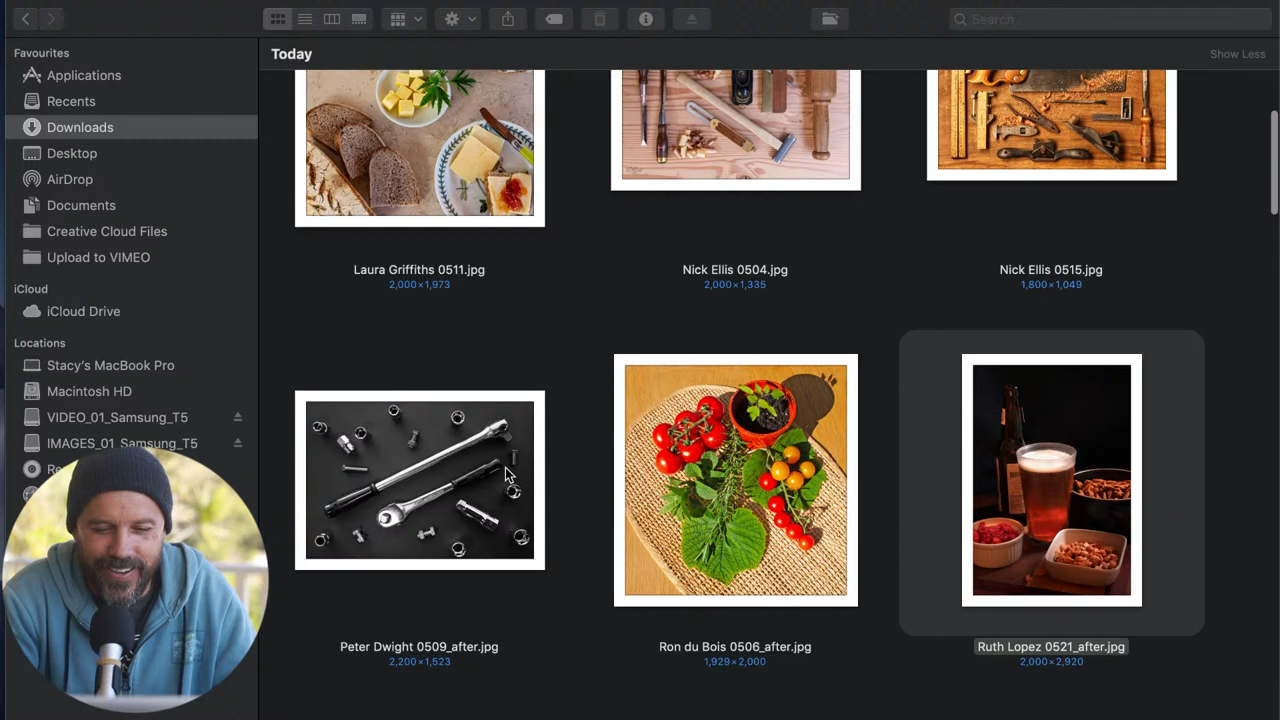 Search
Favourites
Applications
Recents
Downloads
Desktop
AirDrop
Documents
Creative Cloud Files
Upload to VIMEO
iCloud
iCloud Drive
Locations
Stacy's MacBook Pro
Macintosh HD
VIDEO_01_Samsung_T5
IMAGES_01_Samsung_T5
Today
Show Less
Laura Griffiths 0511.jpg
2,000×1,973
Nick Ellis 0504.jpg
2,000×1,335
Nick Ellis 0515.jpg
1,800×1,049
Peter Dwight 0509_after.jpg
2,200×1,523
Ron du Bois 0506_after.jpg
1,929×2,000
Ruth Lopez 0521_after.jpg
2,000×2,920